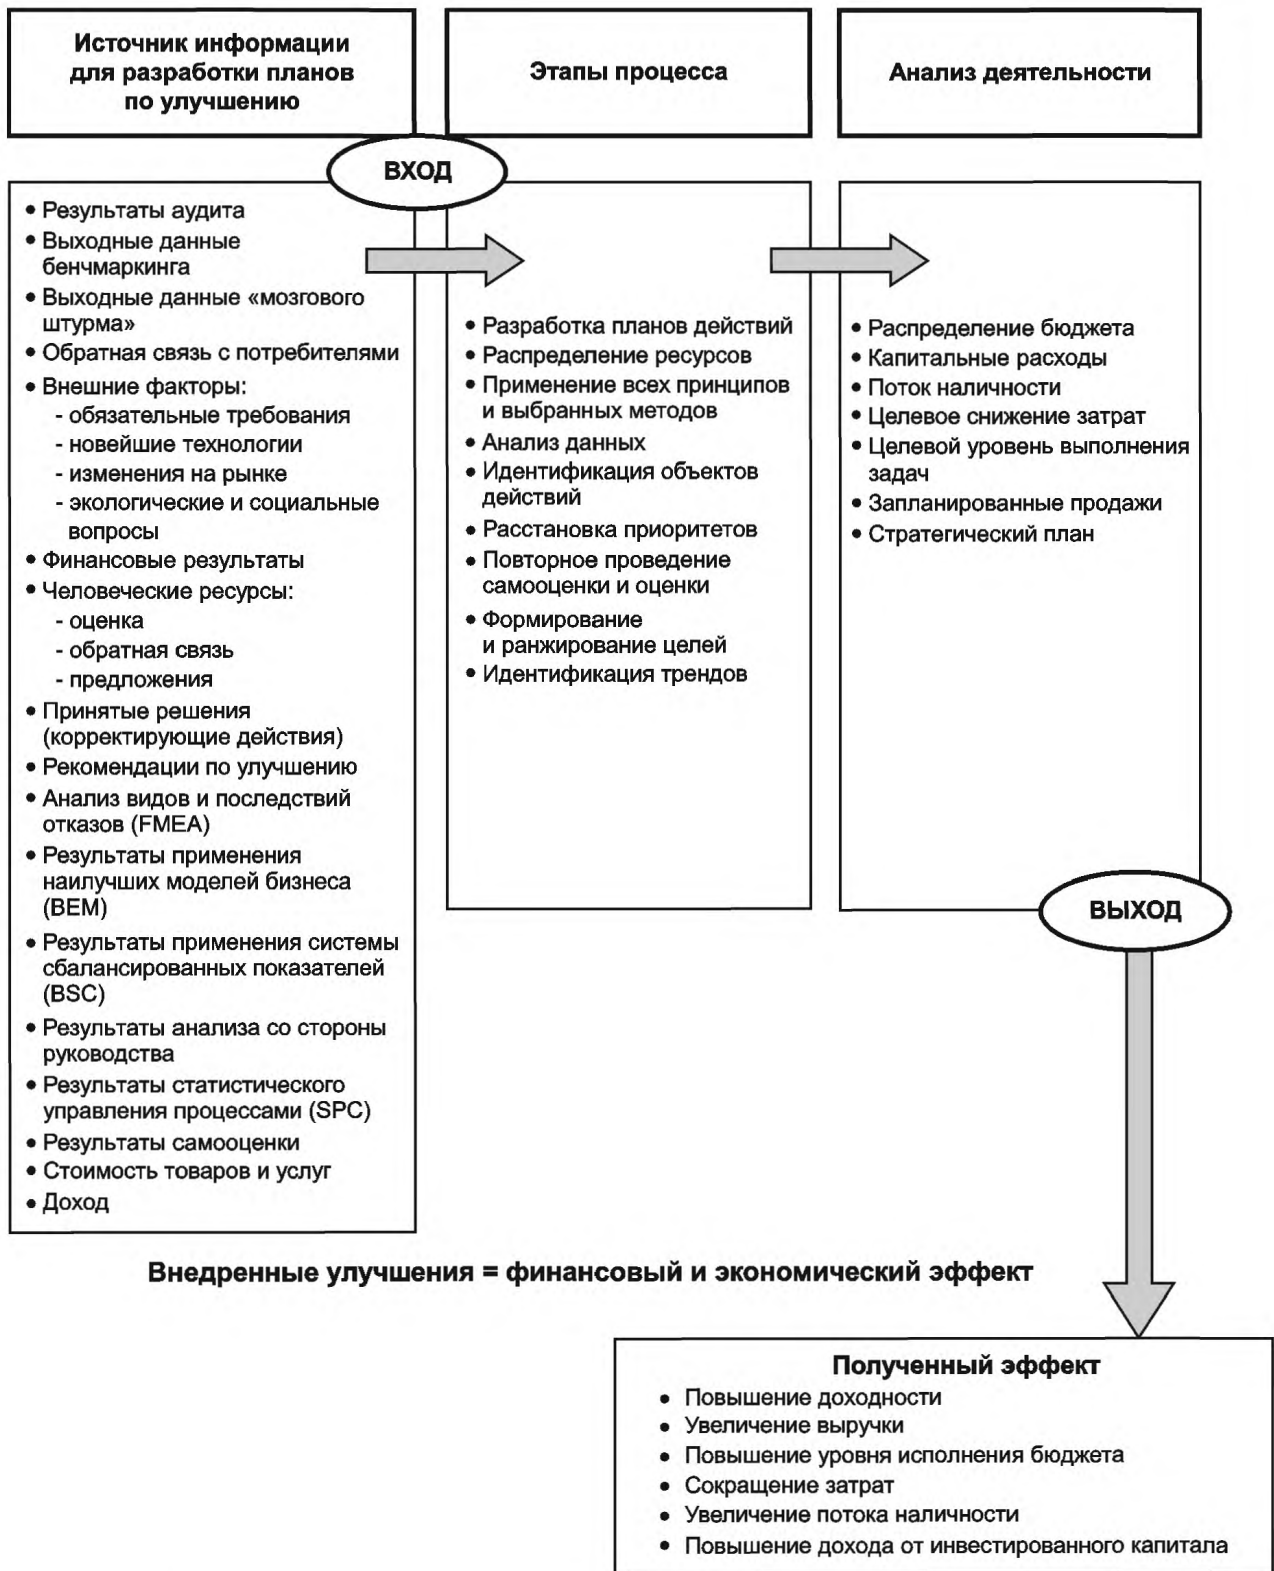 Источник информации
для разработки планов
по улучшению
Этапы процесса
Анализ деятельности
ВХОД
• Результаты аудита
• Выходные данные
бенчмаркинга
• Выходные данные «мозгового
штурма»
• Обратная связь с потребителями
• Внешние факторы:
- обязательные требования
- новейшие технологии
- изменения на рынке
- экологические и социальные
вопросы
• Финансовые результаты
• Человеческие ресурсы:
- оценка
- обратная связь
- предложения
• Принятые решения
(корректирующие действия)
• Рекомендации по улучшению
• Анализ видов и последствий
отказов (FMEA)
• Результаты применения
наилучших моделей бизнеса
(BEM)
• Результаты применения системы
сбалансированных показателей
(BSC)
• Результаты анализа со стороны
руководства
• Результаты статистического
управления процессами (SPC)
• Результаты самооценки
• Стоимость товаров и услуг
• Доход
• Разработка планов действий
• Распределение ресурсов
• Применение всех принципов
и выбранных методов
• Анализ данных
• Идентификация объектов
действий
• Расстановка приоритетов
• Повторное проведение
самооценки и оценки
• Формирование
и ранжирование целей
• Идентификация трендов
• Распределение бюджета
• Капитальные расходы
• Поток наличности
• Целевое снижение затрат
• Целевой уровень выполнения
задач
• Запланированные продажи
• Стратегический план
ВЫХОД
Внедренные улучшения = финансовый и экономический эффект
Полученный эффект
• Повышение доходности
• Увеличение выручки
• Повышение уровня исполнения бюджета
• Сокращение затрат
• Увеличение потока наличности
• Повышение дохода от инвестированного капитала